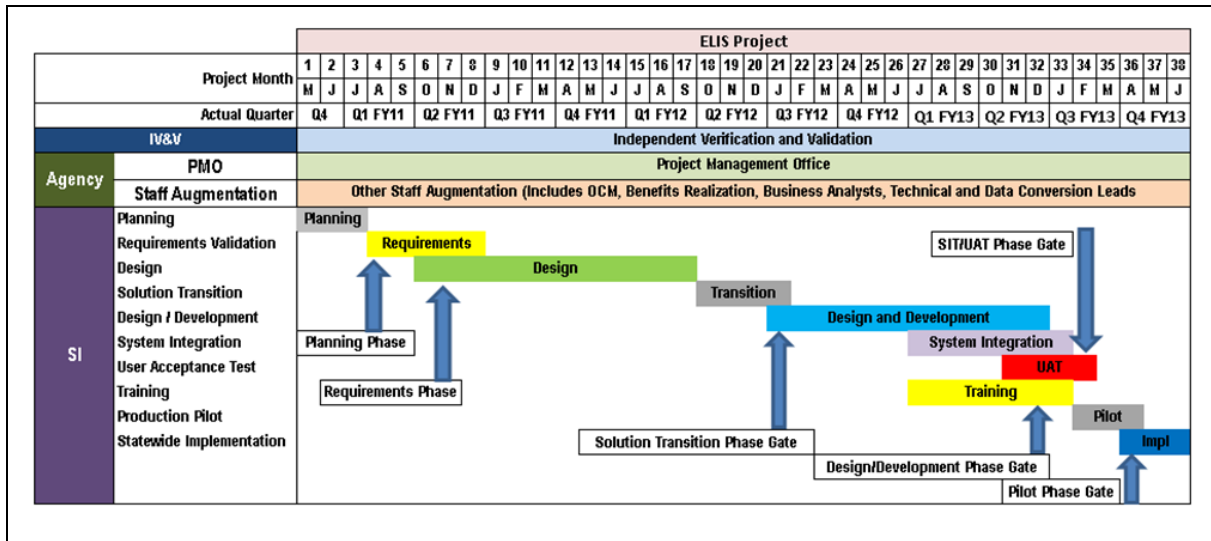 ELIS Project
Project Month 1 2 3 4 5 6 7 8 9 10 11 12 13 14 15 16 17 18 19 20 21 22 23 24 25 26 27 28 29 30 31 32 33 34 35 36 37 38
M J J A S O N D J F M A M J J A S O N D J F M A M J J A S O N D J F M A M J
Actual Quarter Q4 Q1 FY11 Q2 FY11 Q3 FY11 Q4 FY11 Q1 FY12 Q2 FY12 Q3 FY12 Q4 FY12 Q1 FY13 Q2 FY13 Q3 FY13 Q4 FY13
IV&V Independent Verification and Validation
Agency PMO Project Management Office
Staff Augmentation Other Staff Augmentation (Includes OCM, Benefits Realization, Business Analysts, Technical and Data Conversion Leads
SI
Planning Planning
Requirements Validation Requirements SIT/UAT Phase Gate
Design Design
Solution Transition Transition
Design / Development Design and Development
System Integration Planning Phase System Integration
User Acceptance Test UAT
Training Requirements Phase Training
Production Pilot Pilot
Statewide Implementation Solution Transition Phase Gate Impl
Design/Development Phase Gate
Pilot Phase Gate